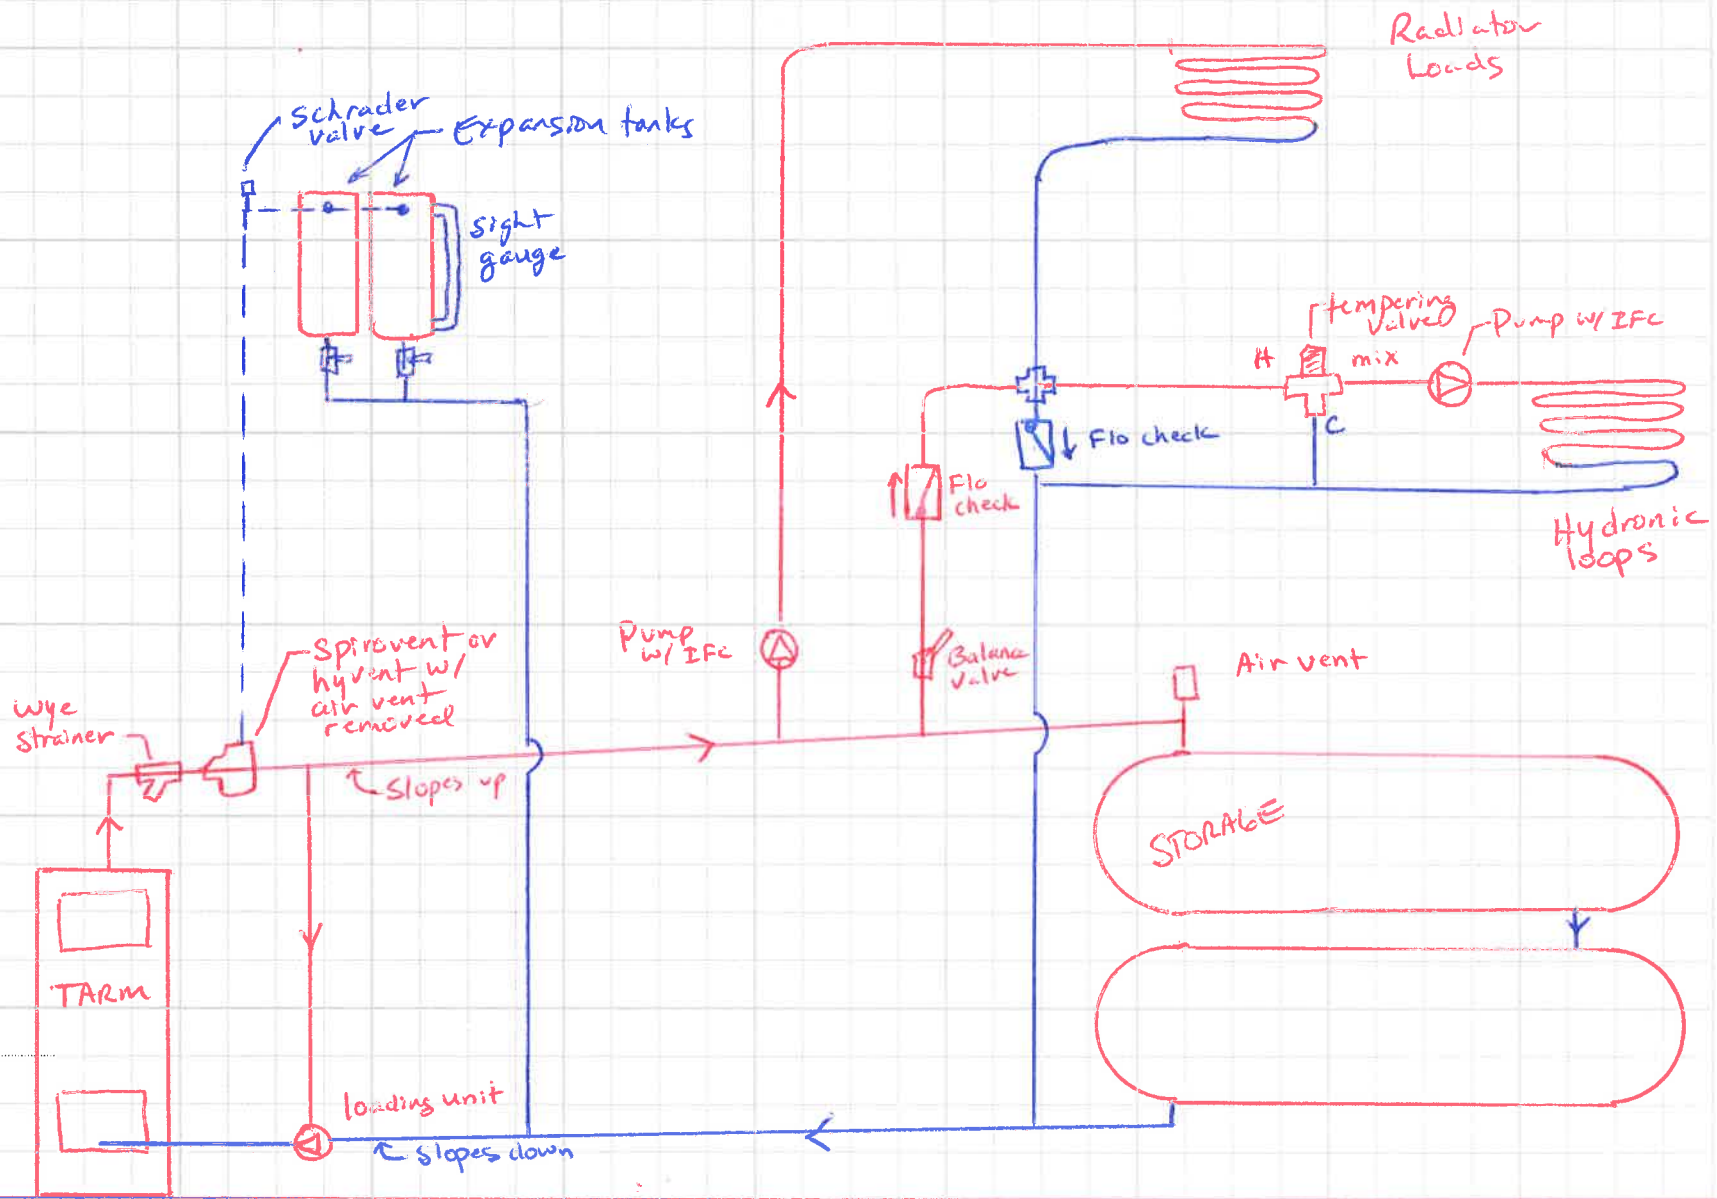 Radiator
Loads
Schrader
valve
Expansion tanks
Sight
gauge
tempering
valve
Pump w/ IFC
H
mix
C
Flo check
Flo
check
Hydronic
loops
Pump
w/ IFC
Balance
valve
Air vent
Spirovent or
hyvent w/
air vent
removed
Wye
Strainer
Slopes up
STORAGE
TARM
loading unit
Slopes down